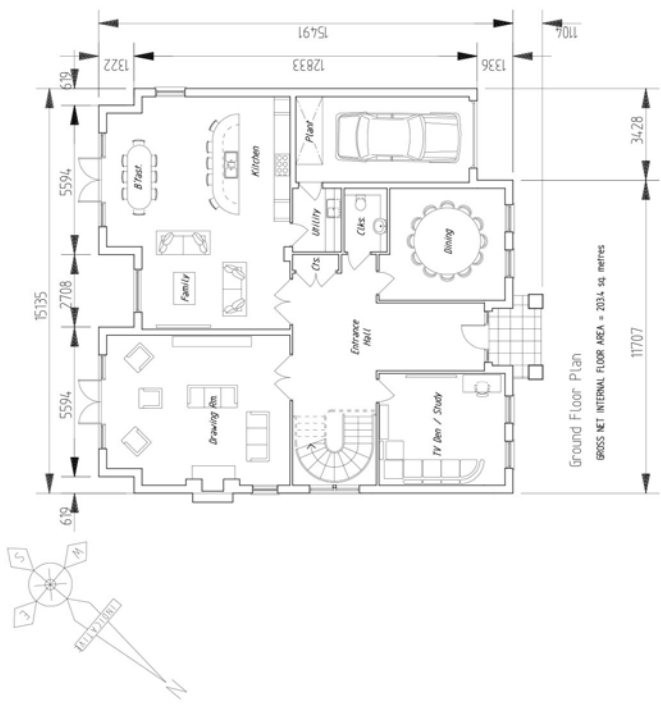 15491
1104
1322
12833
1336
619
5594
2708
5594
619
15135
3428
11707
B'fast.
Kitchen
Plant
Utility
Clks.
Dining
Family
Cts.
Entrance
Hall
Drawing Rm.
TV Den / Study
Ground Floor Plan
GROSS NET INTERNAL FLOOR AREA = 203.4 sq. metres
S
W
E
N
INDICATIVE